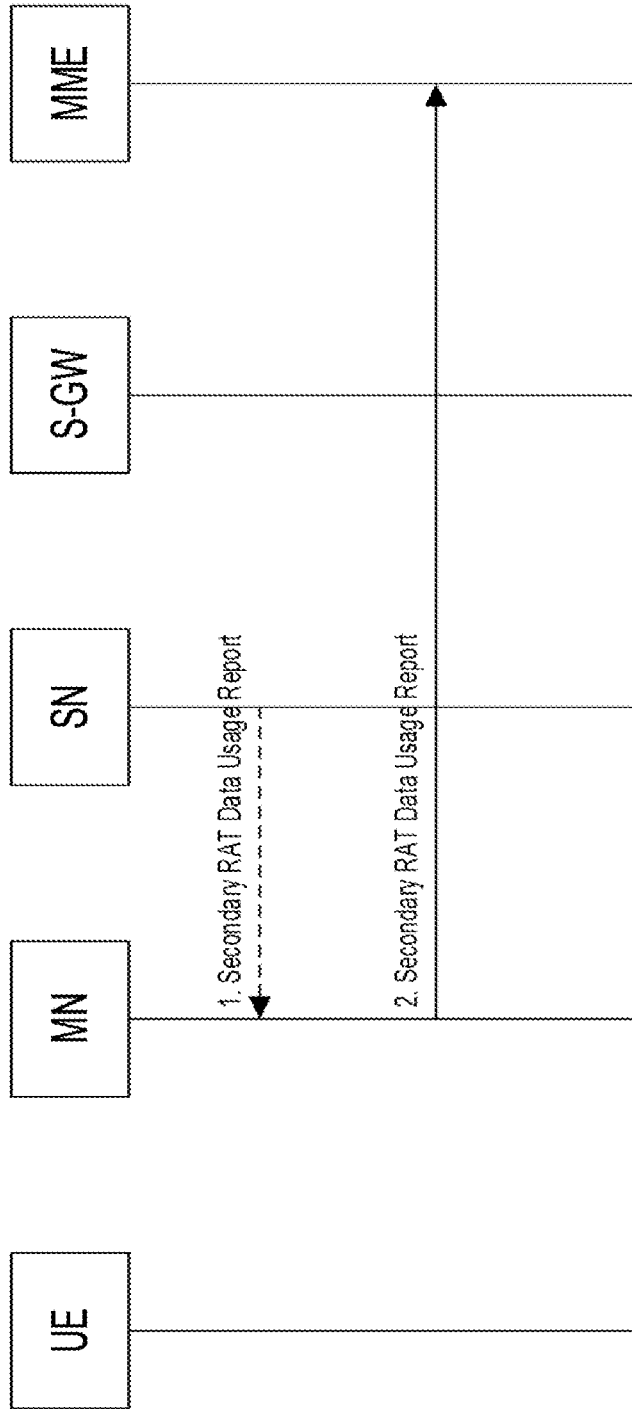 UE
MN
SN
S-GW
MME
1. Secondary RAT Data Usage Report
2. Secondary RAT Data Usage Report